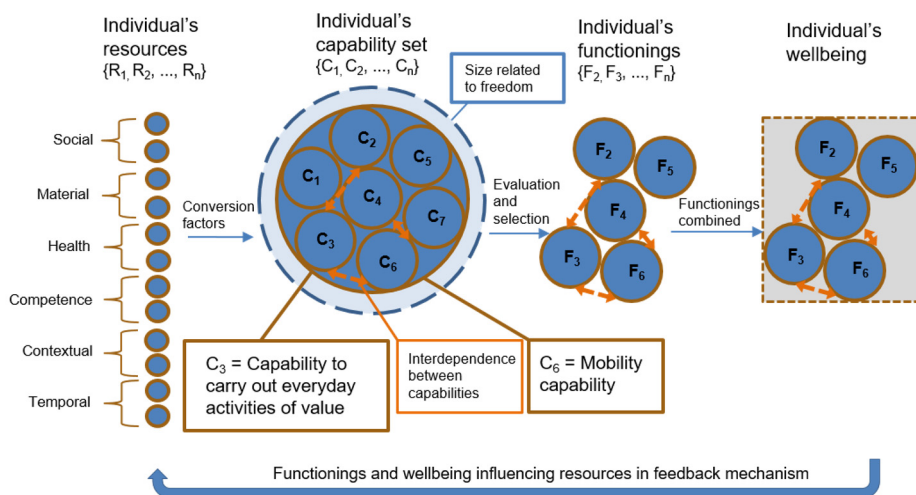 Individual's
resources
{R1, R2, ..., Rn}
Individual's
capability set
{C1, C2, ..., Cn}
Individual's
functionings
{F2, F3, ..., Fn}
Individual's
wellbeing
Size related
to freedom
Social
Material
Health
Competence
Contextual
Temporal
Conversion
factors
C2
C5
C1
C4
C7
C3
C6
Evaluation
and
selection
F2
F5
F4
F3
F6
Functionings
combined
F2
F5
F4
F3
F6
C3 = Capability to
carry out everyday
activities of value
Interdependence
between
capabilities
C6 = Mobility
capability
Functionings and wellbeing influencing resources in feedback mechanism